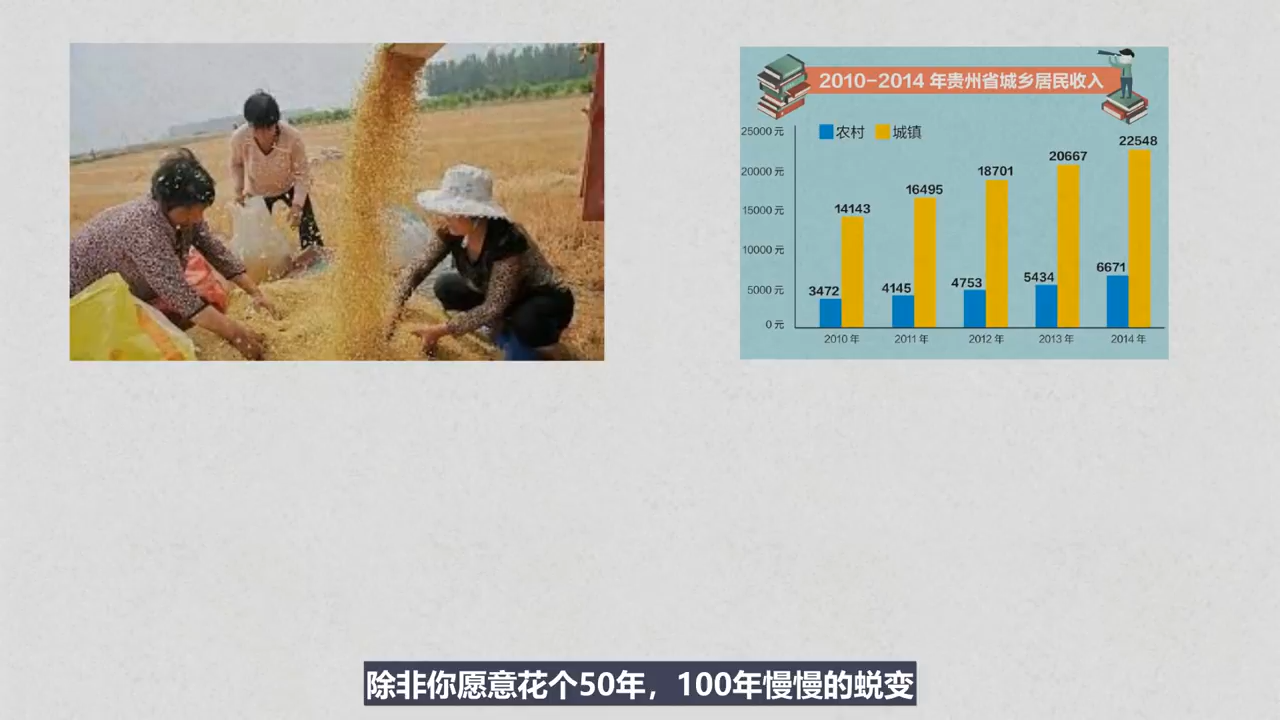 2010-2014 年贵州省城乡居民收入
农村 城镇
25000 元
20000 元
15000 元
10000 元
5000 元
0 元
3472
14143
4145
16495
4753
18701
5434
20667
6671
22548
2010 年
2011 年
2012 年
2013 年
2014 年
除非你愿意花个50年，100年慢慢的蜕变